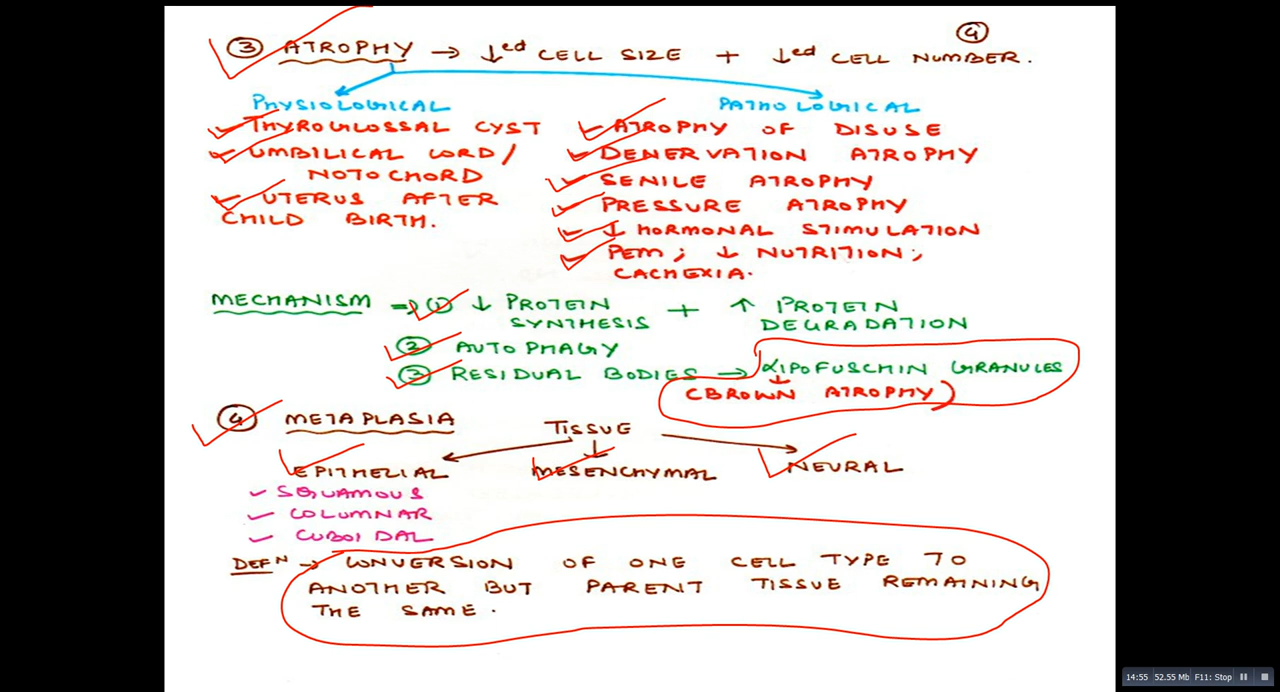 4
3 ATROPHY → ↓ed CELL SIZE + ↓ed CELL NUMBER.
PHYSIOLOGICAL
THYROGLOSSAL CYST
UMBILICAL CORD/
NOTOCHORD
UTERUS AFTER
CHILD BIRTH.
PATHOLOGICAL
ATROPHY OF DISUSE
DENERVATION ATROPHY
SENILE ATROPHY
PRESSURE ATROPHY
↓ HORMONAL STIMULATION
PEM; ↓ NUTRITION;
CACHEXIA.
MECHANISM ⇒ 1 ↓ PROTEIN SYNTHESIS + ↑ PROTEIN DEGRADATION
2 AUTOPHAGY
3 RESIDUAL BODIES → LIPOFUSCHIN GRANULES
(BROWN ATROPHY)
4 METAPLASIA TISSUE
EPITHELIAL MESENCHYMAL NEURAL
SQUAMOUS
COLUMNAR
CUBOIDAL
DEFN → CONVERSION OF ONE CELL TYPE TO
ANOTHER BUT PARENT TISSUE REMAINING
THE SAME.
14:55 52.55 Mb F11: Stop